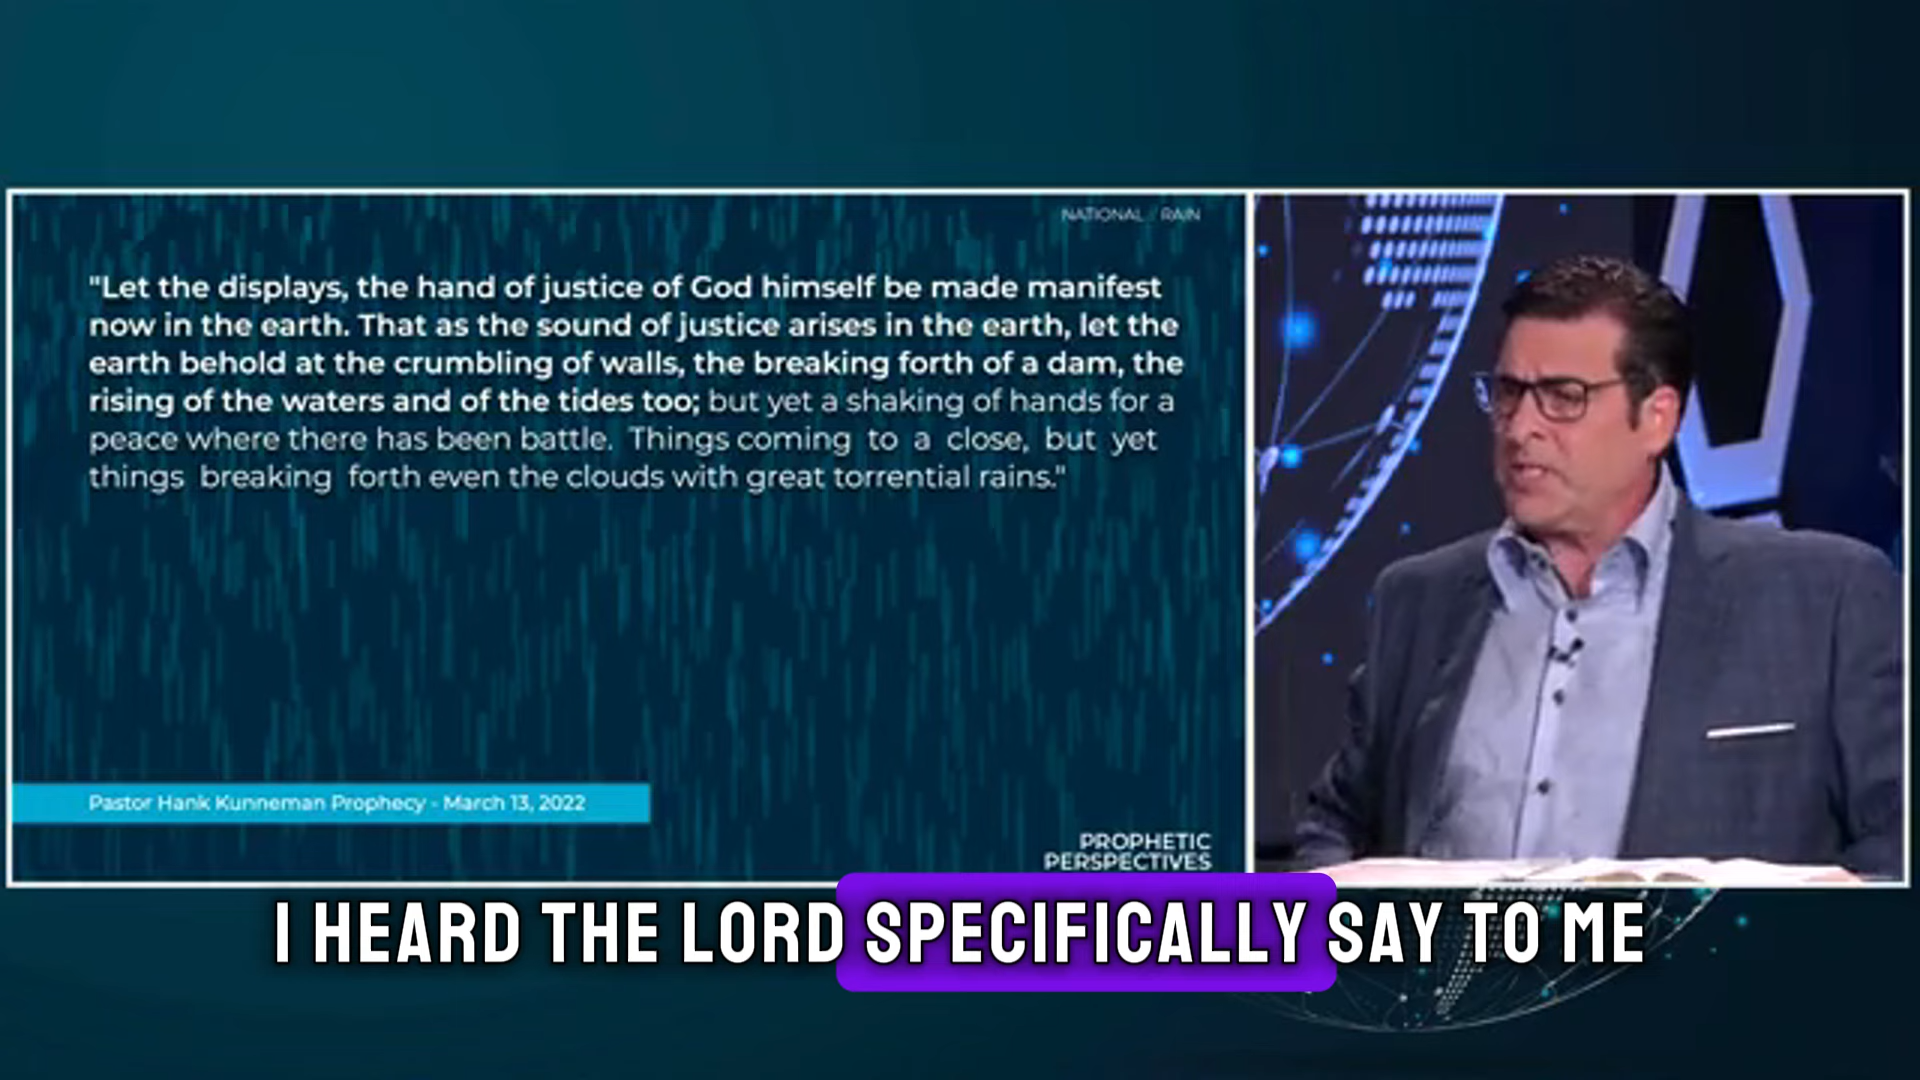 NATIONAL / RAIN
"Let the displays, the hand of justice of God himself be made manifest
now in the earth. That as the sound of justice arises in the earth, let the
earth behold at the crumbling of walls, the breaking forth of a dam, the
rising of the waters and of the tides too; but yet a shaking of hands for a
peace where there has been battle. Things coming to a close, but yet
things breaking forth even the clouds with great torrential rains."
Pastor Hank Kunneman Prophecy - March 13, 2022
PROPHETIC
PERSPECTIVES
I HEARD THE LORD SPECIFICALLY SAY TO ME